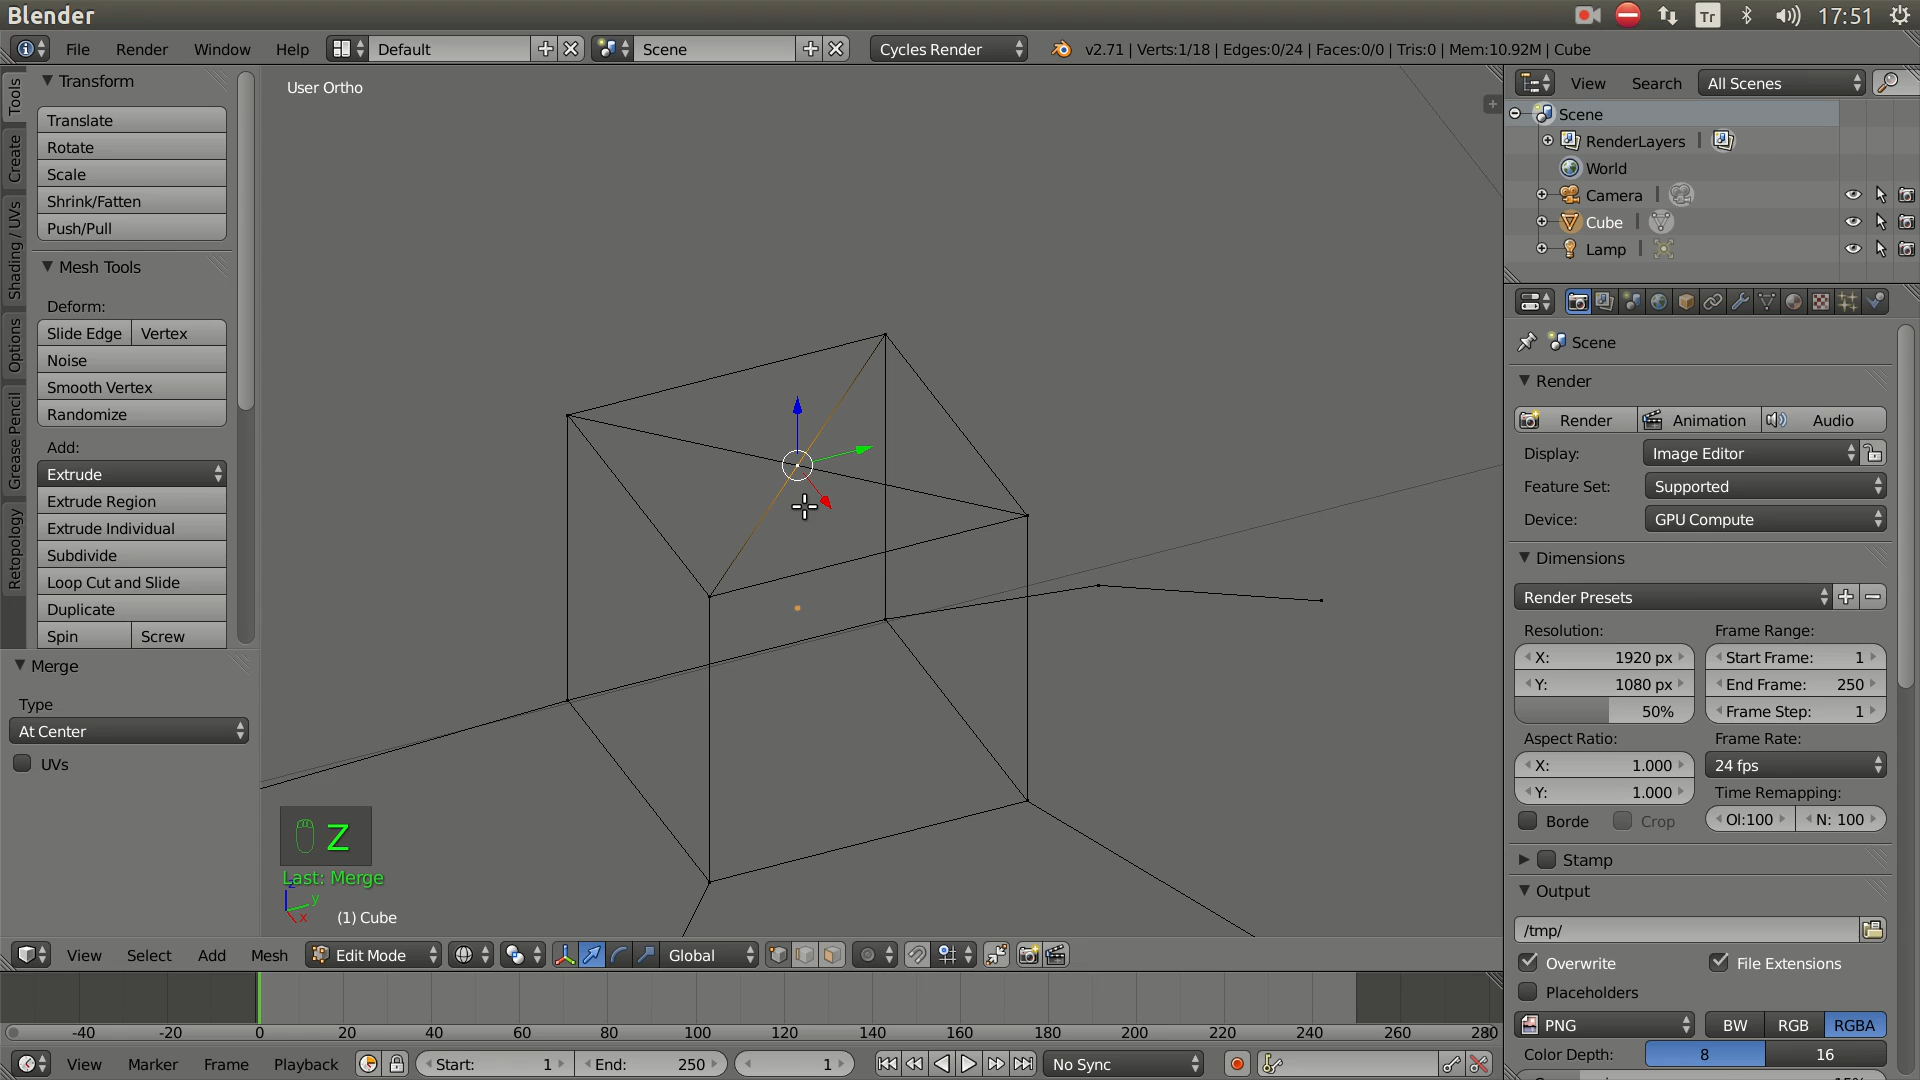 Blender
Tr
17:51
File Render Window Help Default Scene Cycles Render v2.71 | Verts:1/18 | Edges:0/24 | Faces:0/0 | Tris:0 | Mem:10.92M | Cube
Tools
Create
Shading / UVs
Options
Grease Pencil
Retopology
Transform
Translate
Rotate
Scale
Shrink/Fatten
Push/Pull
Mesh Tools
Deform:
Slide Edge Vertex
Noise
Smooth Vertex
Randomize
Add:
Extrude
Extrude Region
Extrude Individual
Subdivide
Loop Cut and Slide
Duplicate
Spin Screw
Merge
Type
At Center
UVs
User Ortho
Z
Last: Merge
z
y
x
(1) Cube
View Select Add Mesh Edit Mode Global
-40 -20 0 20 40 60 80 100 120 140 160 180 200 220 240 260 280
View Marker Frame Playback Start: 1 End: 250 1 No Sync
View Search All Scenes
Scene
RenderLayers |
World
Camera |
Cube |
Lamp |
Scene
Render
Render Animation Audio
Display: Image Editor
Feature Set: Supported
Device: GPU Compute
Dimensions
Render Presets
Resolution: Frame Range:
X: 1920 px Start Frame: 1
Y: 1080 px End Frame: 250
50% Frame Step: 1
Aspect Ratio: Frame Rate:
X: 1.000 24 fps
Y: 1.000 Time Remapping:
Borde Crop Ol:100 N: 100
Stamp
Output
/tmp/
Overwrite File Extensions
Placeholders
PNG BW RGB RGBA
Color Depth: 8 16